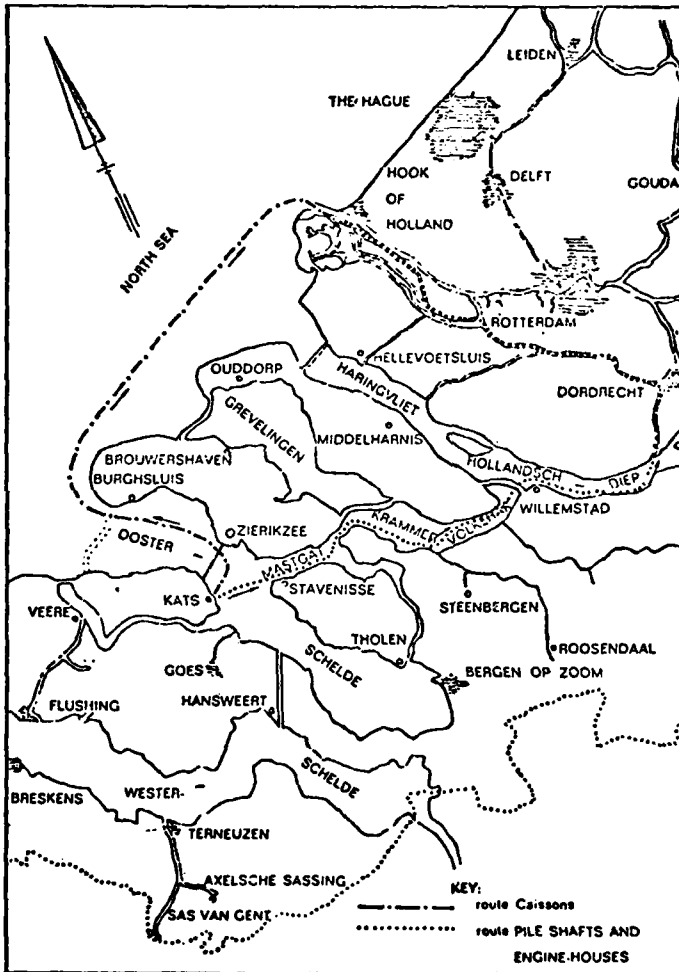 LEIDEN
THE HAGUE
HOOK
OF
HOLLAND
DELFT
GOUDA
NORTH SEA
ROTTERDAM
HELLEVOETSLUIS
OUDDORP
HARINGVLIET
DORDRECHT
GREVELINGEN
MIDDELHARNIS
HOLLANDSCH
DIEP
BROUWERSHAVEN
BURGHSLUIS
WILLEMSTAD
KRAMMER
OOSTER
ZIERIKZEE
MASTGAT
STAVENISSE
STEENBERGEN
KATS
VEERE
THOLEN
ROOSENDAAL
SCHELDE
BERGEN OP ZOOM
GOES
HANSWEERT
FLUSHING
SCHELDE
BRESKENS
WESTER-
TERNEUZEN
AXELSCHE SASSING
SAS VAN GENT
KEY:
route Caissons
route PILE SHAFTS AND
ENGINE-HOUSES